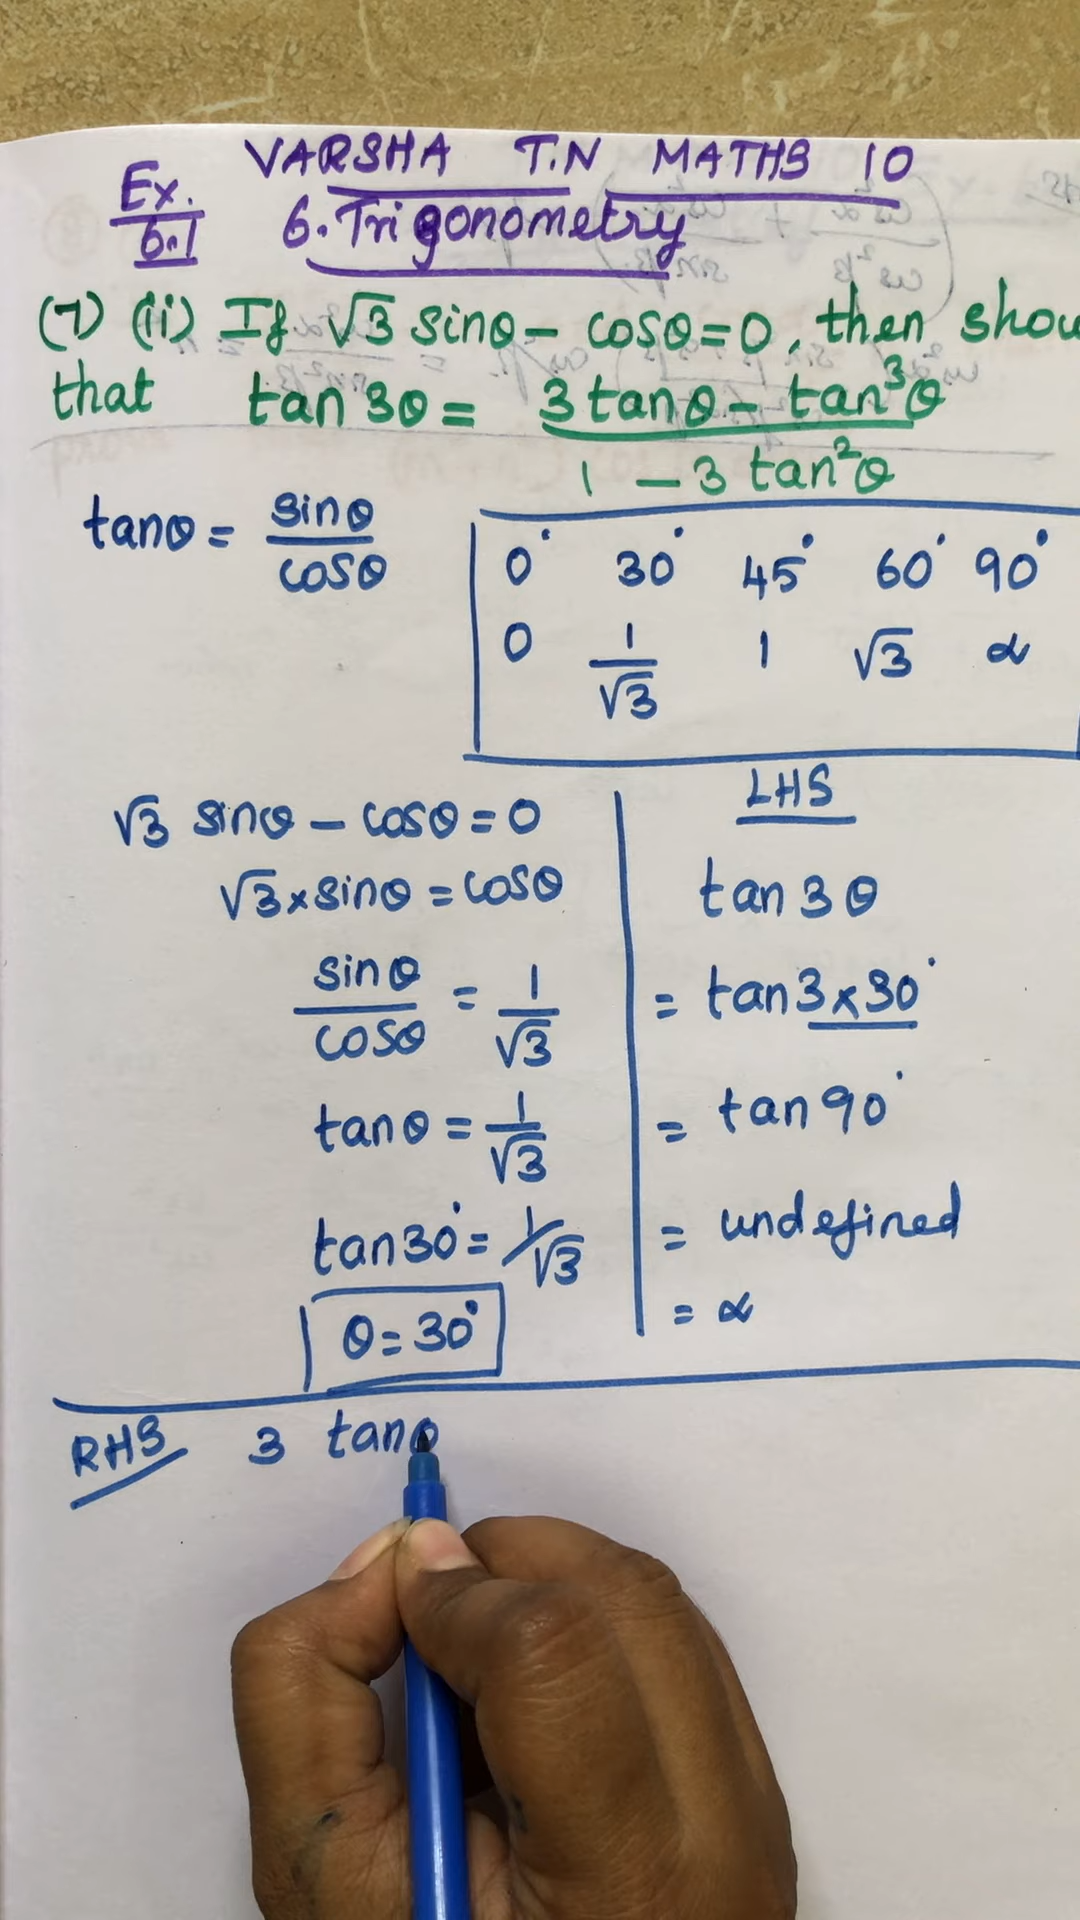 VARSHA T.N MATHS 10
Ex. 6.1
6. Trigonometry
(7) (ii) If √3 sinθ - cosθ = 0, then show
that tan 3θ = (3 tanθ - tan³θ) / (1 - 3 tan²θ)
tanθ = sinθ / cosθ
0° 30° 45° 60° 90°
0 1/√3 1 √3 α
√3 sinθ - cosθ = 0
√3 × sinθ = cosθ
sinθ / cosθ = 1/√3
tanθ = 1/√3
tan30° = 1/√3
θ = 30°
LHS
tan 3θ
= tan 3×30°
= tan 90°
= undefined
= α
RHS 3 tanθ